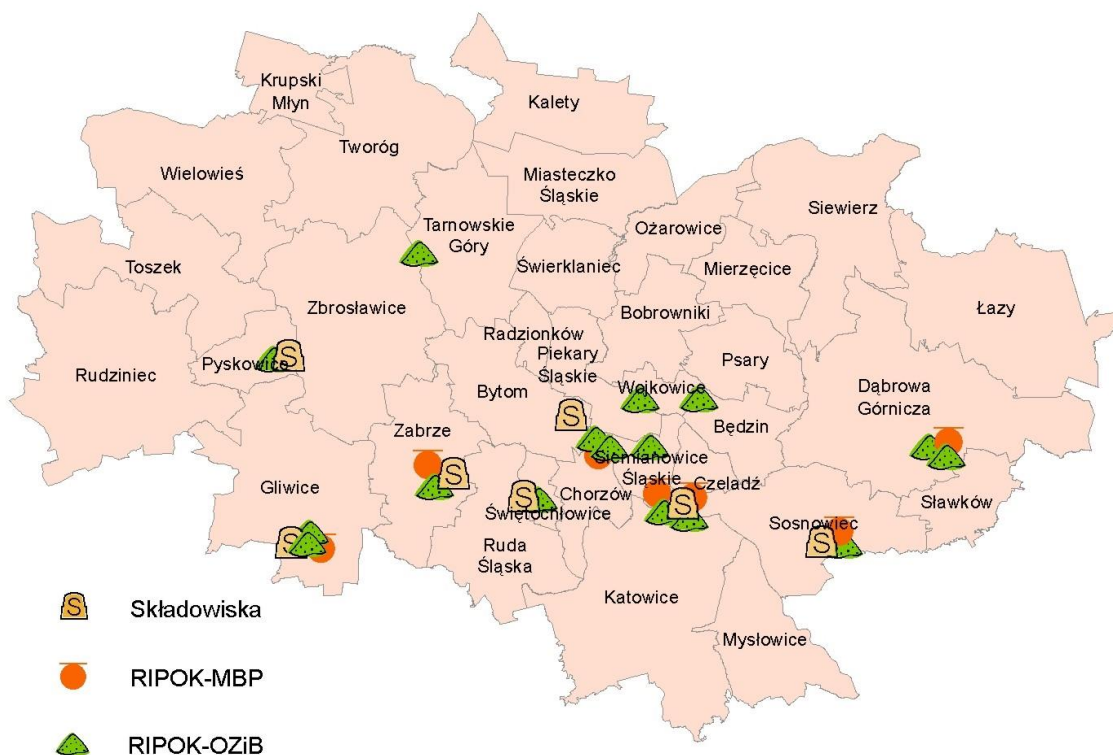 Krupski
Młyn
Kalety
Tworóg
Wielowieś
Miasteczko
Śląskie
Siewierz
Tarnowskie
Góry
Ożarowice
Toszek
Świerklaniec
Mierzęcice
Zbrosławice
Bobrowniki
Łazy
Radzionków
Piekary
Śląskie
Psary
Pyskowice
S
Rudziniec
Wojkowice
Dąbrowa
Górnicza
Bytom
S
Będzin
Zabrze
Siemianowice
Śląskie
S
Czeladź
Gliwice
S
Chorzów
S
Sławków
Świętochłowice
Sosnowiec
S
S
Ruda
Śląska
Katowice
Mysłowice
S
Składowiska
RIPOK-MBP
RIPOK-OZiB